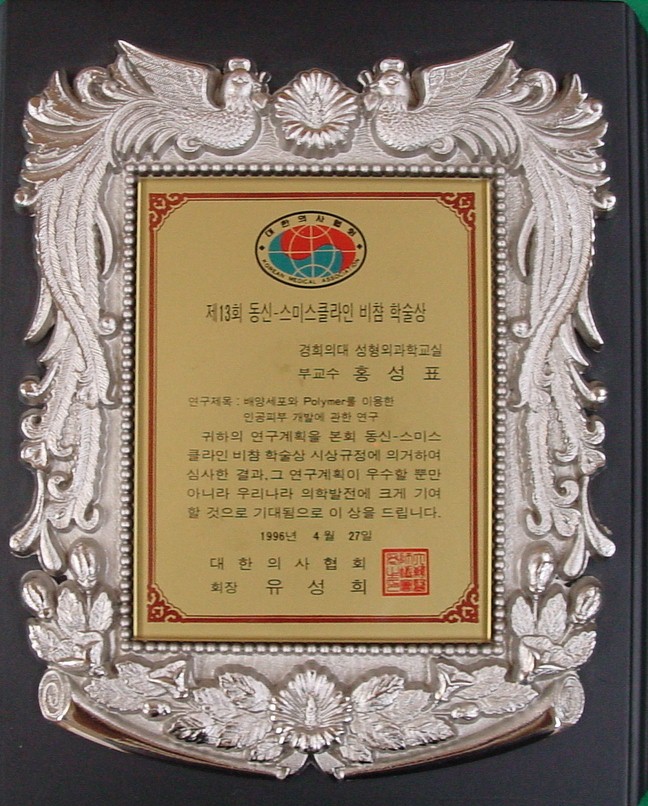 대한의사협회
KOREAN MEDICAL ASSOCIATION
제13회 동신-스미스클라인 비챰 학술상
경희의대 성형외과학교실
부교수 홍 성 표
연구제목 : 배양세포와 Polymer를 이용한
인공피부 개발에 관한 연구
귀하의 연구계획을 본회 동신-스미스
클라인 비챰 학술상 시상규정에 의거하여
심사한 결과, 그 연구계획이 우수할 뿐만
아니라 우리나라 의학발전에 크게 기여
할 것으로 기대됨으로 이 상을 드립니다.
1996년 4월 27일
대 한 의 사 협 회
회장 유 성 희